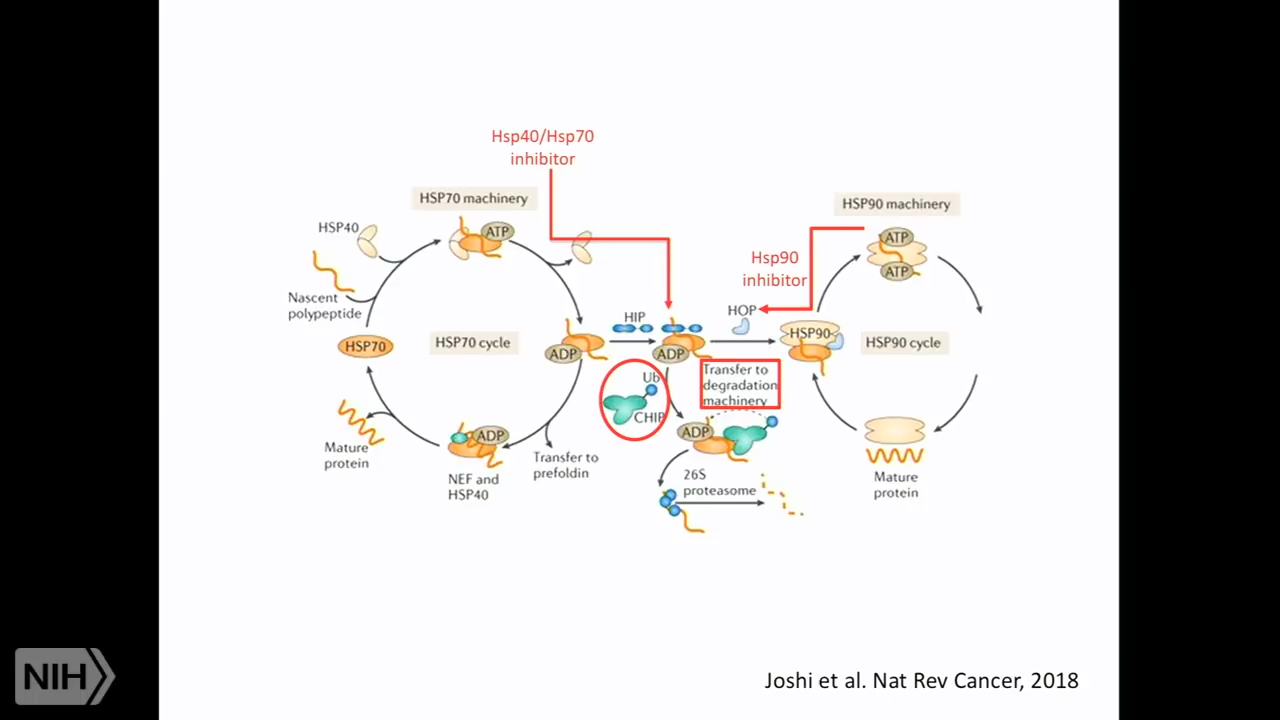 Hsp40/Hsp70
inhibitor
HSP70 machinery
HSP90 machinery
HSP40
ATP
ATP
ATP
Hsp90
inhibitor
Nascent
polypeptide
HIP
HOP
HSP70
HSP70 cycle
ADP
ADP
HSP90
HSP90 cycle
Transfer to
degradation
machinery
Ub
CHIP
ADP
ADP
Mature
protein
Transfer to
prefoldin
NEF and
HSP40
26S
proteasome
Mature
protein
NIH
Joshi et al. Nat Rev Cancer, 2018